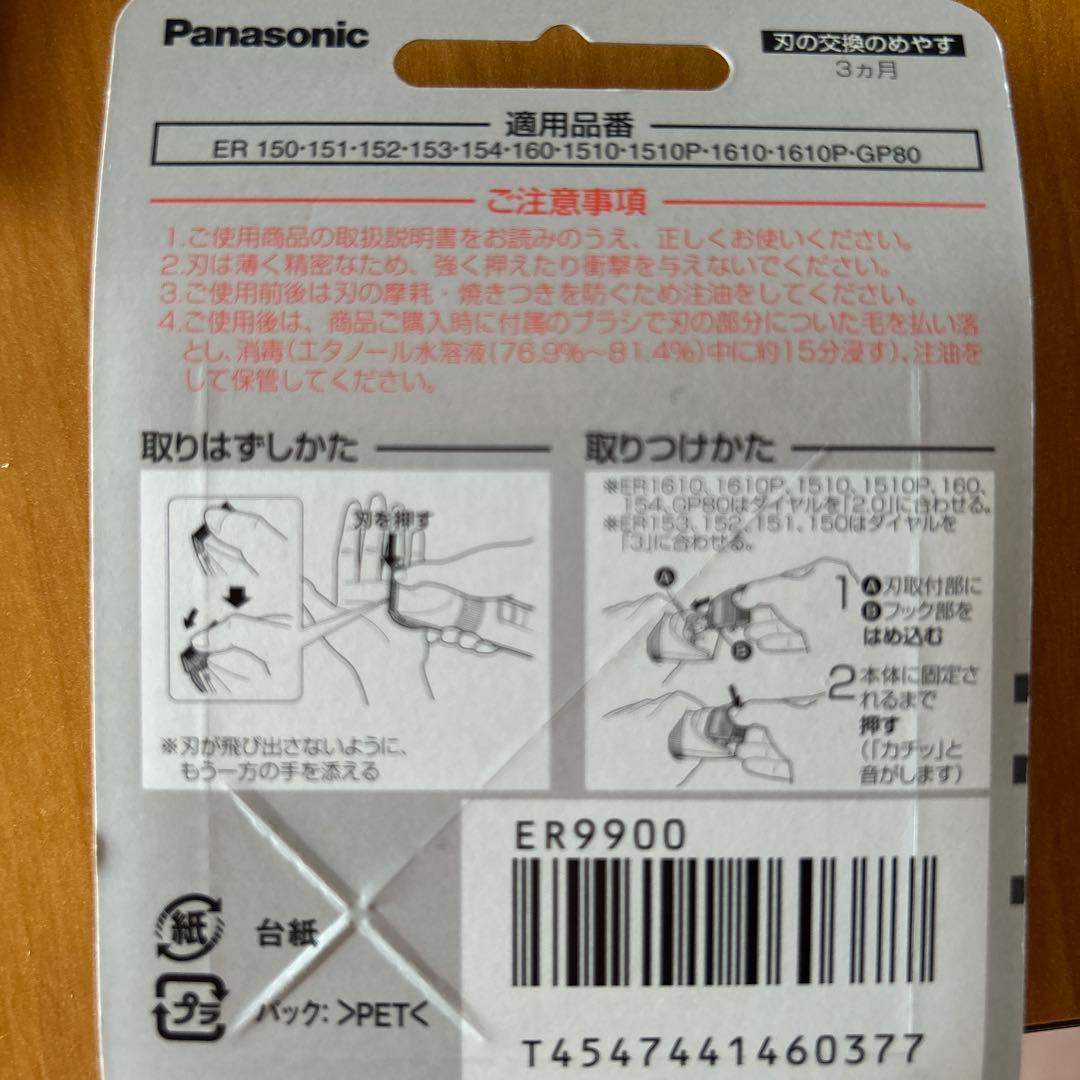 Panasonic
刃の交換のめやす
3ヵ月
適用品番
ER 150・151・152・153・154・160・1510・1510P・1610・1610P・GP80
ご注意事項
1.ご使用商品の取扱説明書をお読みのうえ、正しくお使いください。
2.刃は薄く精密なため、強く押えたり衝撃を与えないでください。
3.ご使用前後は刃の摩耗・焼きつきを防ぐため注油をしてください。
4.ご使用後は、商品ご購入時に付属のブラシで刃の部分についた毛を払い落
とし、消毒(エタノール水溶液(76.9%〜81.4%)中に約15分浸す)、注油を
して保管してください。
取りはずしかた
刃を押す
※刃が飛び出さないように、
もう一方の手を添える
取りつけかた
※ER1610、1610P、1510、1510P、160、
154、GP80はダイヤルを「2.0」に合わせる。
※ER153、152、151、150はダイヤルを
「3」に合わせる。
A
B
1 A刃取付部に
Bフック部を
はめ込む
2 本体に固定さ
れるまで
押す
(「カチッ」と
音がします)
ER9900
T4547441460377
紙 台紙
プラ パック:>PET<